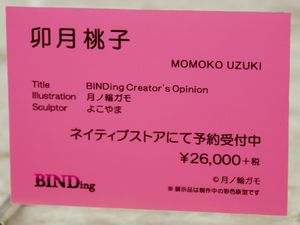 卯月桃子
MOMOKO UZUKI
Title BINDing Creator's Opinion
Illustration 月ノ輪ガモ
Sculptor よこやま
ネイティブストアにて予約受付中
¥26,000+税
BINDing
©月ノ輪ガモ
※展示品は制作中の彩色原型です